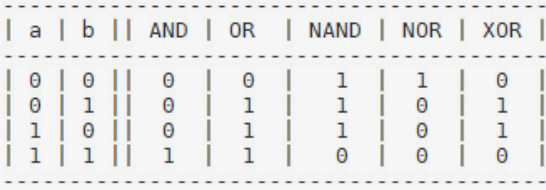 | a | b || AND | OR | NAND | NOR | XOR |
| 0 | 0 || 0 | 0 | 1 | 1 | 0 |
| 0 | 1 || 0 | 1 | 1 | 0 | 1 |
| 1 | 0 || 0 | 1 | 1 | 0 | 1 |
| 1 | 1 || 1 | 1 | 0 | 0 | 0 |